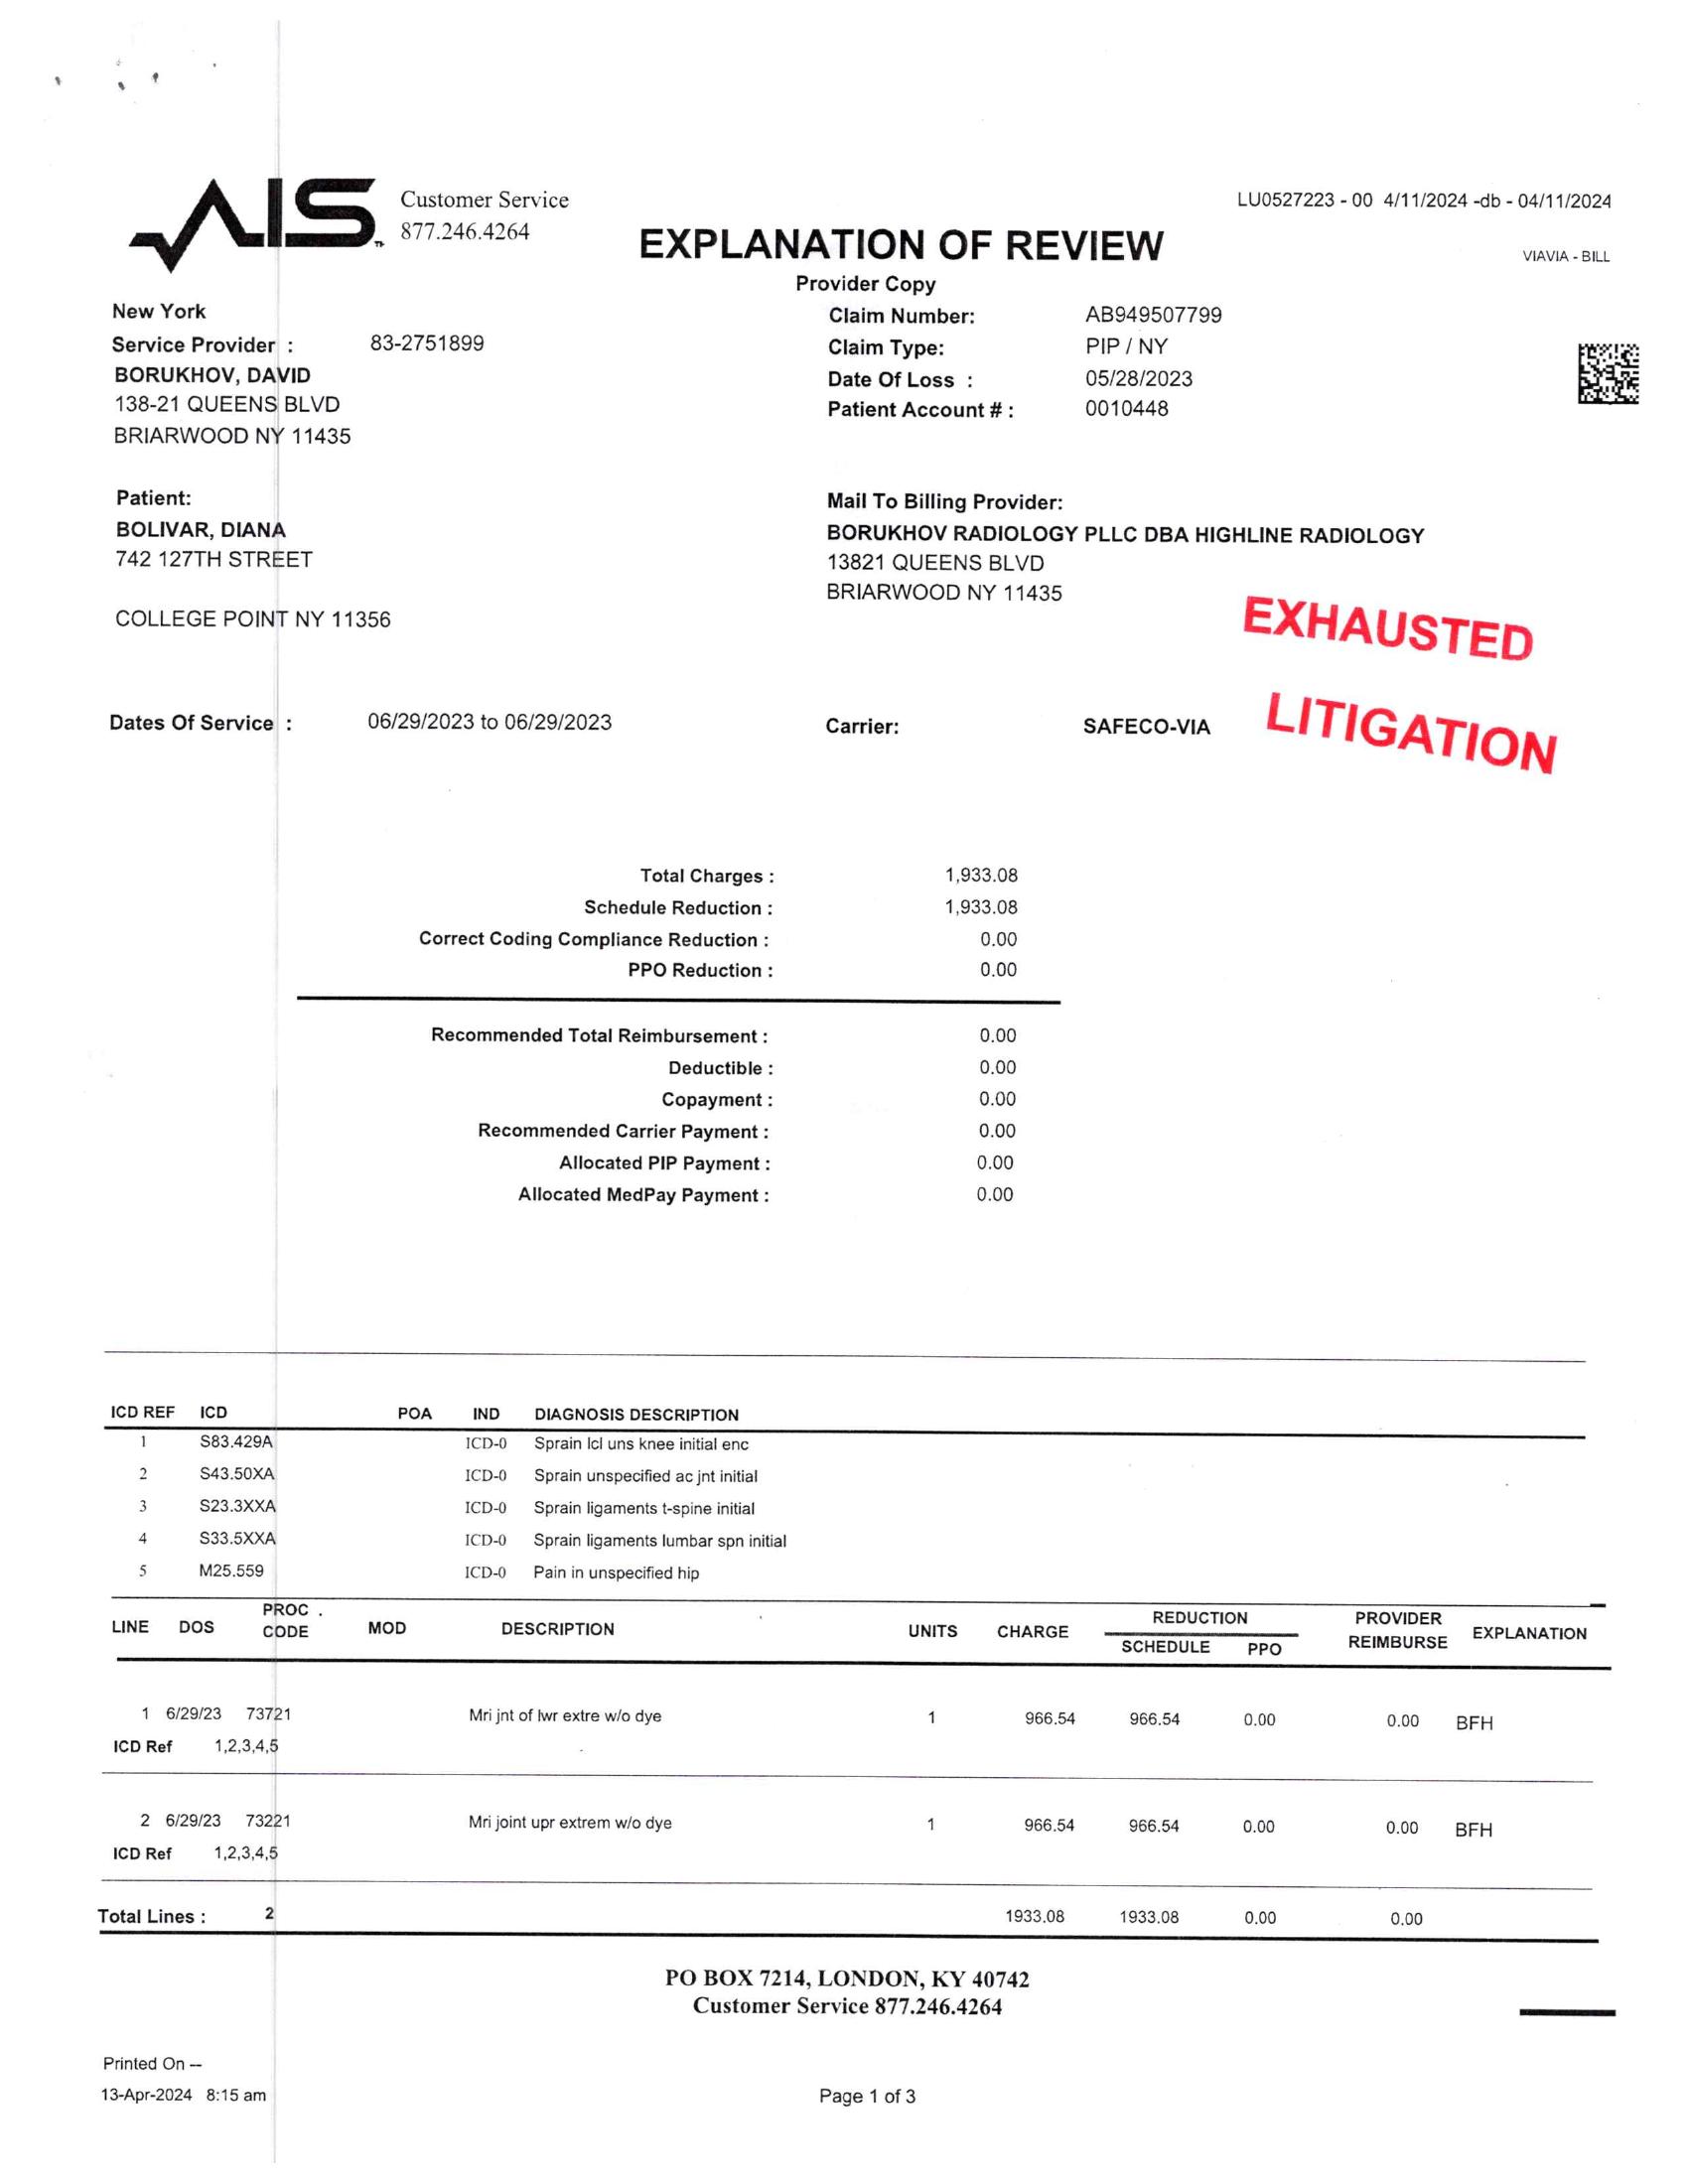 AIS Customer Service
877.246.4264
LU0527223 - 00 4/11/2024 -db - 04/11/2024
EXPLANATION OF REVIEW
VIAVIA - BILL
Provider Copy
New York
Claim Number: AB949507799
Service Provider : 83-2751899
Claim Type: PIP / NY
BORUKHOV, DAVID
Date Of Loss : 05/28/2023
138-21 QUEENS BLVD
Patient Account # : 0010448
BRIARWOOD NY 11435
Patient:
BOLIVAR, DIANA
742 127TH STREET
COLLEGE POINT NY 11356
Mail To Billing Provider:
BORUKHOV RADIOLOGY PLLC DBA HIGHLINE RADIOLOGY
13821 QUEENS BLVD
BRIARWOOD NY 11435
EXHAUSTED
LITIGATION
Dates Of Service : 06/29/2023 to 06/29/2023 Carrier: SAFECO-VIA
Total Charges : 1,933.08
Schedule Reduction : 1,933.08
Correct Coding Compliance Reduction : 0.00
PPO Reduction : 0.00
Recommended Total Reimbursement : 0.00
Deductible : 0.00
Copayment : 0.00
Recommended Carrier Payment : 0.00
Allocated PIP Payment : 0.00
Allocated MedPay Payment : 0.00
ICD REF ICD POA IND DIAGNOSIS DESCRIPTION
1 S83.429A ICD-0 Sprain lcl uns knee initial enc
2 S43.50XA ICD-0 Sprain unspecified ac jnt initial
3 S23.3XXA ICD-0 Sprain ligaments t-spine initial
4 S33.5XXA ICD-0 Sprain ligaments lumbar spn initial
5 M25.559 ICD-0 Pain in unspecified hip
LINE DOS PROC . CODE MOD DESCRIPTION UNITS CHARGE REDUCTION SCHEDULE PPO PROVIDER REIMBURSE EXPLANATION
1 6/29/23 73721 Mri jnt of lwr extre w/o dye 1 966.54 966.54 0.00 0.00 BFH
ICD Ref 1,2,3,4,5
2 6/29/23 73221 Mri joint upr extrem w/o dye 1 966.54 966.54 0.00 0.00 BFH
ICD Ref 1,2,3,4,5
Total Lines : 2 1933.08 1933.08 0.00 0.00
PO BOX 7214, LONDON, KY 40742
Customer Service 877.246.4264
Printed On --
13-Apr-2024 8:15 am
Page 1 of 3